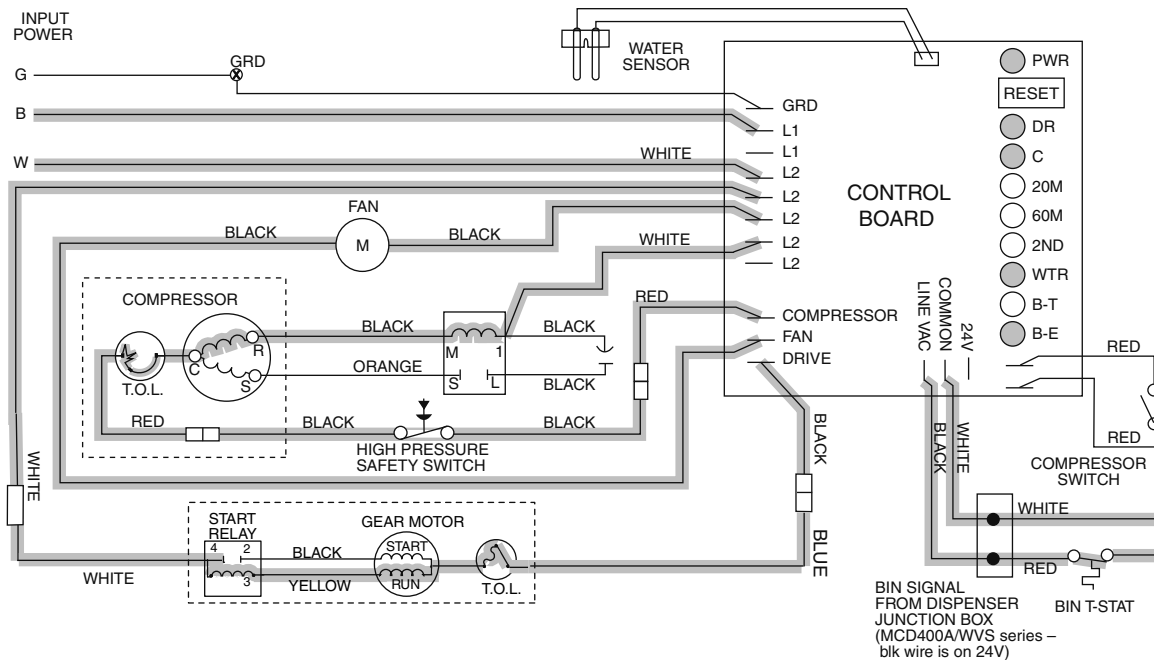 INPUT
POWER
G
GRD
B
W
WATER
SENSOR
GRD
L1
L1
WHITE
L2
L2
L2
WHITE
L2
L2
CONTROL
BOARD
PWR
RESET
DR
C
20M
60M
2ND
WTR
B-T
B-E
FAN
BLACK
M
BLACK
COMPRESSOR
R
C
S
T.O.L.
BLACK
ORANGE
M
1
S
L
BLACK
BLACK
RED
COMPRESSOR
FAN
DRIVE
LINE VAC
COMMON
24V
RED
RED
COMPRESSOR
SWITCH
RED
BLACK
BLACK
HIGH PRESSURE
SAFETY SWITCH
WHITE
BLACK
BLUE
BLACK
WHITE
START
RELAY
4
2
3
GEAR MOTOR
START
RUN
BLACK
YELLOW
T.O.L.
WHITE
WHITE
RED
BIN T-STAT
BIN SIGNAL
FROM DISPENSER
JUNCTION BOX
(MCD400A/WVS series –
blk wire is on 24V)